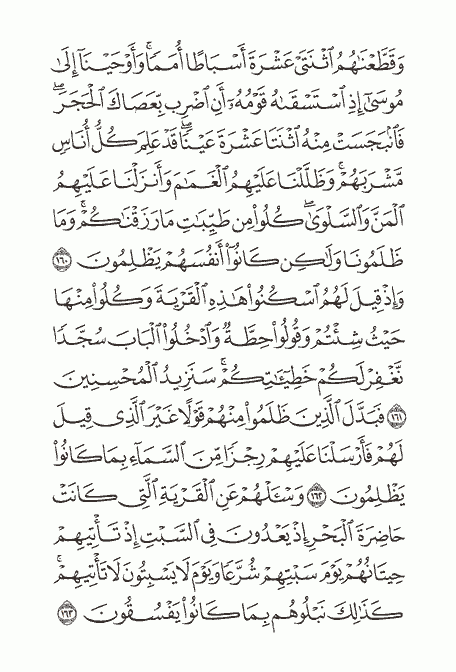 وَقَطَّعْنَٰهُمُ ٱثْنَتَىْ عَشْرَةَ أَسْبَاطًا أُمَمًا ۚ وَأَوْحَيْنَآ إِلَىٰ
مُوسَىٰٓ إِذِ ٱسْتَسْقَىٰهُ قَوْمُهُۥٓ أَنِ ٱضْرِب بِّعَصَاكَ ٱلْحَجَرَ ۖ
فَٱنۢبَجَسَتْ مِنْهُ ٱثْنَتَا عَشْرَةَ عَيْنًا ۖ قَدْ عَلِمَ كُلُّ أُنَاسٍ
مَّشْرَبَهُمْ ۚ وَظَلَّلْنَا عَلَيْهِمُ ٱلْغَمَٰمَ وَأَنزَلْنَا عَلَيْهِمُ
ٱلْمَنَّ وَٱلسَّلْوَىٰ ۖ كُلُوا۟ مِن طَيِّبَٰتِ مَا رَزَقْنَٰكُمْ ۚ وَمَا
ظَلَمُونَا وَلَٰكِن كَانُوٓا۟ أَنفُسَهُمْ يَظْلِمُونَ ١٦٠
وَإِذْ قِيلَ لَهُمُ ٱسْكُنُوا۟ هَٰذِهِ ٱلْقَرْيَةَ وَكُلُوا۟ مِنْهَا
حَيْثُ شِئْتُمْ وَقُولُوا۟ حِطَّةٌ وَٱدْخُلُوا۟ ٱلْبَابَ سُجَّدًا
نَّغْفِرْ لَكُمْ خَطِيٓـَٰٔتِكُمْ ۚ سَنَزِيدُ ٱلْمُحْسِنِينَ
١٦١ فَبَدَّلَ ٱلَّذِينَ ظَلَمُوا۟ مِنْهُمْ قَوْلًا غَيْرَ ٱلَّذِى قِيلَ
لَهُمْ فَأَرْسَلْنَا عَلَيْهِمْ رِجْزًا مِّنَ ٱلسَّمَآءِ بِمَا كَانُوا۟
يَظْلِمُونَ ١٦٢ وَسْـَٔلْهُمْ عَنِ ٱلْقَرْيَةِ ٱلَّتِى كَانَتْ
حَاضِرَةَ ٱلْبَحْرِ إِذْ يَعْدُونَ فِى ٱلسَّبْتِ إِذْ تَأْتِيهِمْ
حِيتَانُهُمْ يَوْمَ سَبْتِهِمْ شُرَّعًا وَيَوْمَ لَا يَسْبِتُونَ لَا تَأْتِيهِمْ ۚ
كَذَٰلِكَ نَبْلُوهُم بِمَا كَانُوا۟ يَفْسُقُونَ ١٦٣